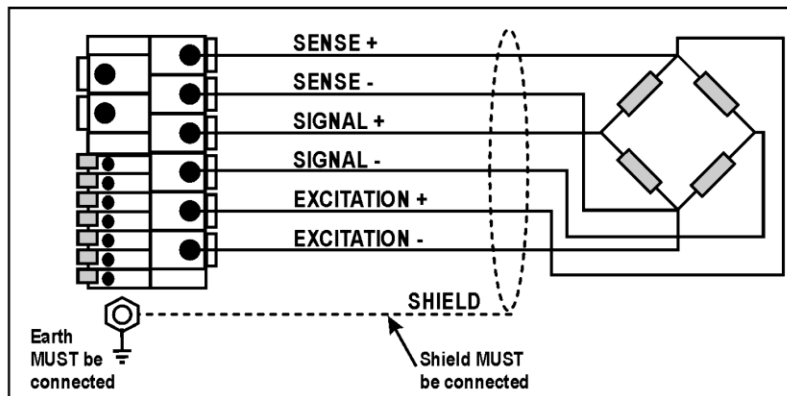 SENSE +
SENSE -
SIGNAL +
SIGNAL -
EXCITATION +
EXCITATION -
SHIELD
Earth
MUST be
connected
Shield MUST
be connected